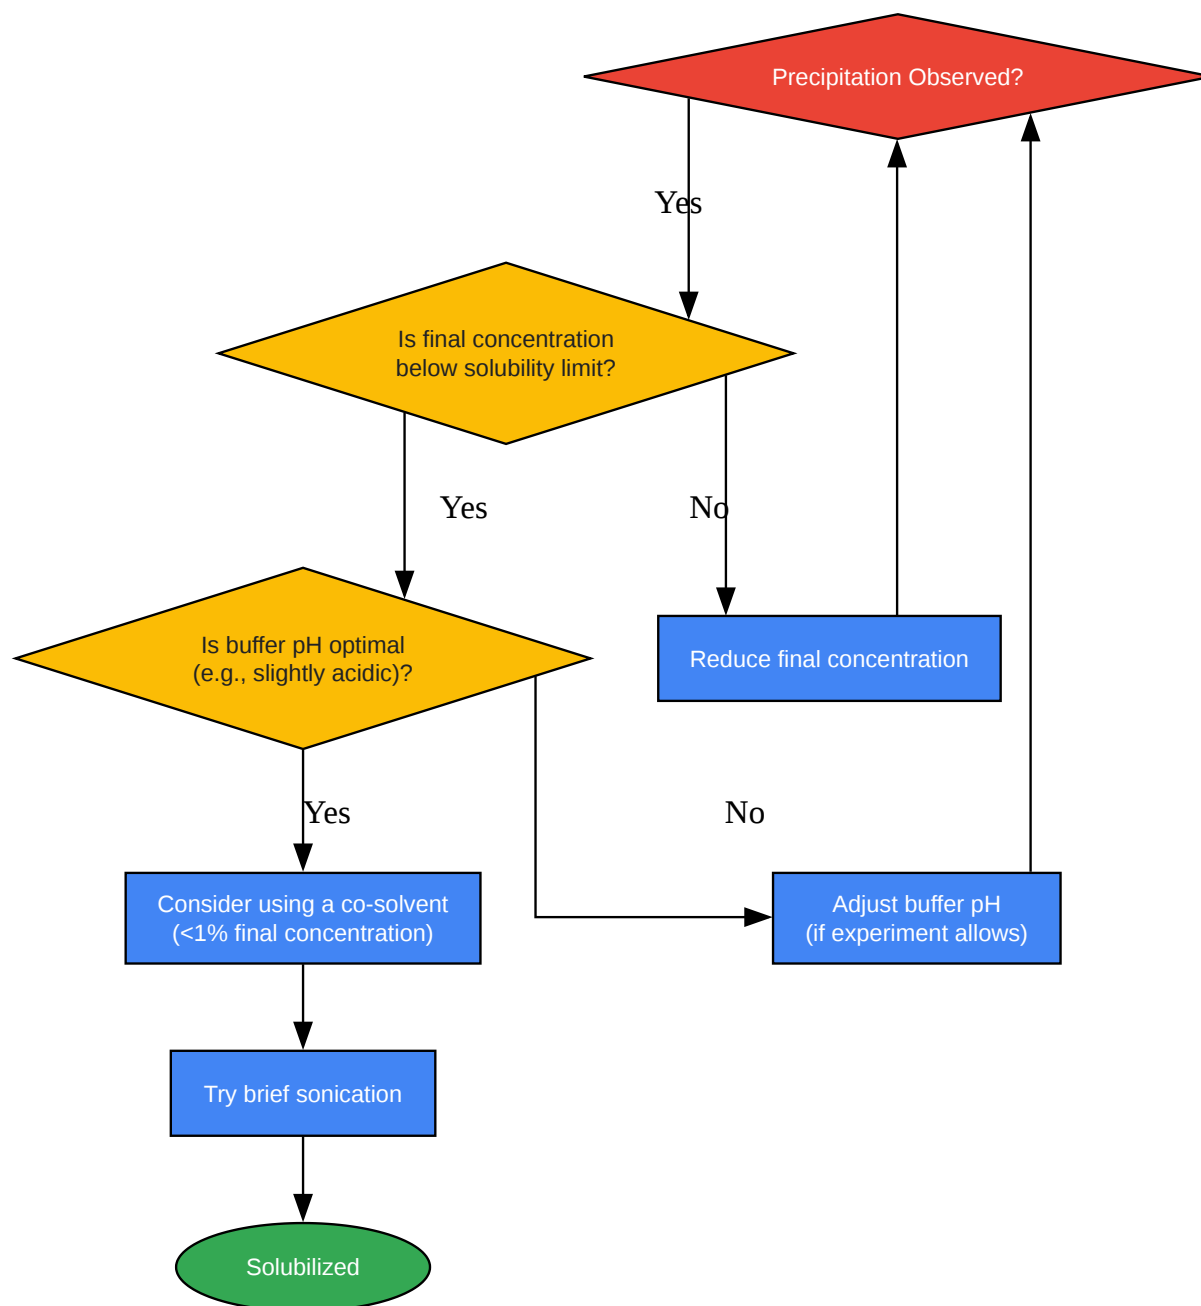 Precipitation Observed?
Yes
Is final concentration
below solubility limit?
Yes
No
Is buffer pH optimal
(e.g., slightly acidic)?
Reduce final concentration
Yes
No
Consider using a co-solvent
(<1% final concentration)
Adjust buffer pH
(if experiment allows)
Try brief sonication
Solubilized